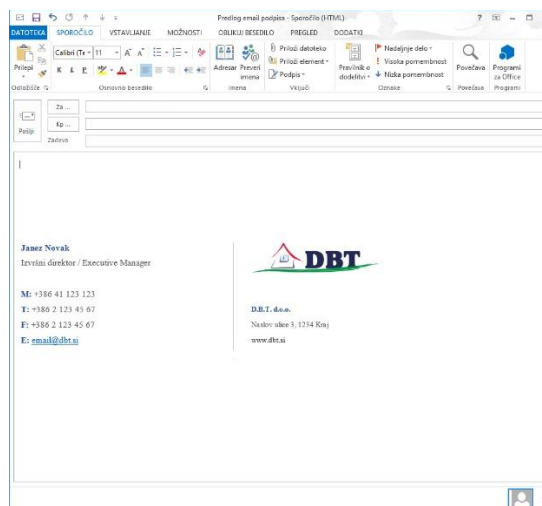 Predlog email podpisa - Sporočilo (HTML)
DATOTEKA SPOROČILO VSTAVLJANJE MOŽNOSTI OBLIKUJ BESEDILO PREGLED DODATKI
Prilepi
Calibri (Te 11
K L P
Adresar Preveri imena
Priloži datoteko
Priloži element
Podpis
Pravilnik o dodelitvi
Nadaljnje delo
Visoka pomembnost
Nizka pomembnost
Povečava
Programi za Office
Odložišče Osnovno besedilo Imena Vključi Oznake Povečava Programi
Pošlji
Za ...
Kp ...
Zadeva
Janez Novak
Izvršni direktor / Executive Manager
M: +386 41 123 123
T: +386 2 123 45 67
F: +386 2 123 45 67
E: email@dbt.si
DBT
D.B.T. d.o.o.
Naslov ulice 3, 1234 Kraj
www.dbt.si